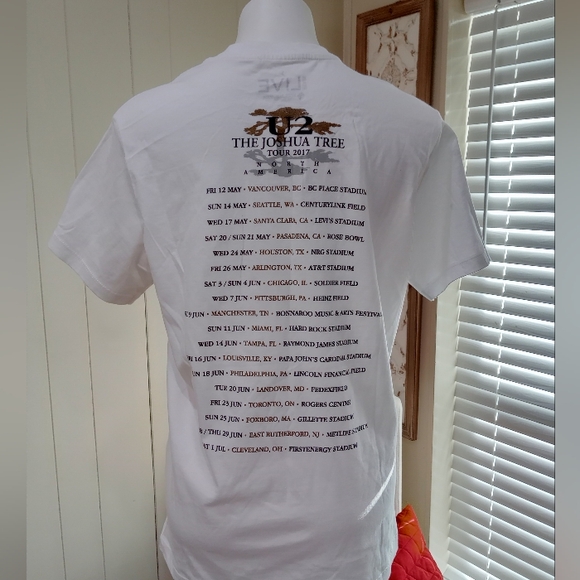 LIVE
U2
THE JOSHUA TREE
TOUR 2017
NORTH
AMERICA
FRI 12 MAY · VANCOUVER, BC · BC PLACE STADIUM
SUN 14 MAY · SEATTLE, WA · CENTURYLINK FIELD
WED 17 MAY · SANTA CLARA, CA · LEVI'S STADIUM
SAT 20 / SUN 21 MAY · PASADENA, CA · ROSE BOWL
WED 24 MAY · HOUSTON, TX · NRG STADIUM
FRI 26 MAY · ARLINGTON, TX · AT&T STADIUM
SAT 3 / SUN 4 JUN · CHICAGO, IL · SOLDIER FIELD
WED 7 JUN · PITTSBURGH, PA · HEINZ FIELD
9 JUN · MANCHESTER, TN · BONNAROO MUSIC & ARTS FESTIVAL
SUN 11 JUN · MIAMI, FL · HARD ROCK STADIUM
WED 14 JUN · TAMPA, FL · RAYMOND JAMES STADIUM
16 JUN · LOUISVILLE, KY · PAPA JOHN'S CARDINAL STADIUM
UN 18 JUN · PHILADELPHIA, PA · LINCOLN FINANCIAL FIELD
TUE 20 JUN · LANDOVER, MD · FEDEXFIELD
FRI 23 JUN · TORONTO, ON · ROGERS CENTRE
SUN 25 JUN · FOXBORO, MA · GILLETTE STADIUM
/ THU 29 JUN · EAST RUTHERFORD, NJ · METLIFE STADIUM
AT 1 JUL · CLEVELAND, OH · FIRSTENERGY STADIUM